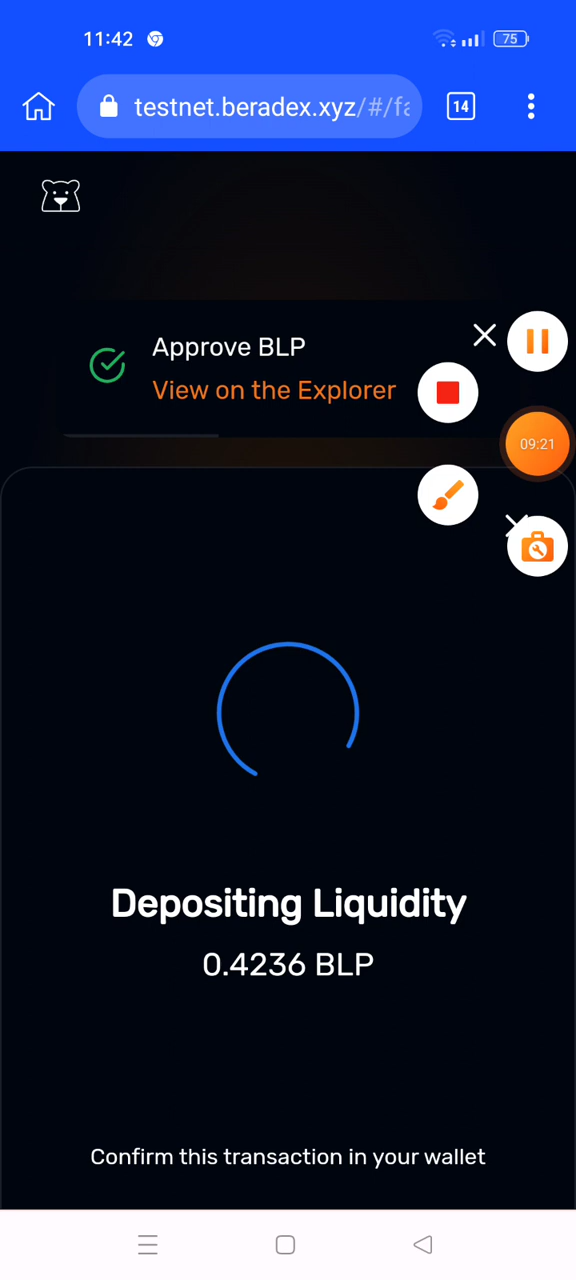 11:42
75
testnet.beradex.xyz/#/fa
14
Approve BLP
View on the Explorer
09:21
Depositing Liquidity
0.4236 BLP
Confirm this transaction in your wallet